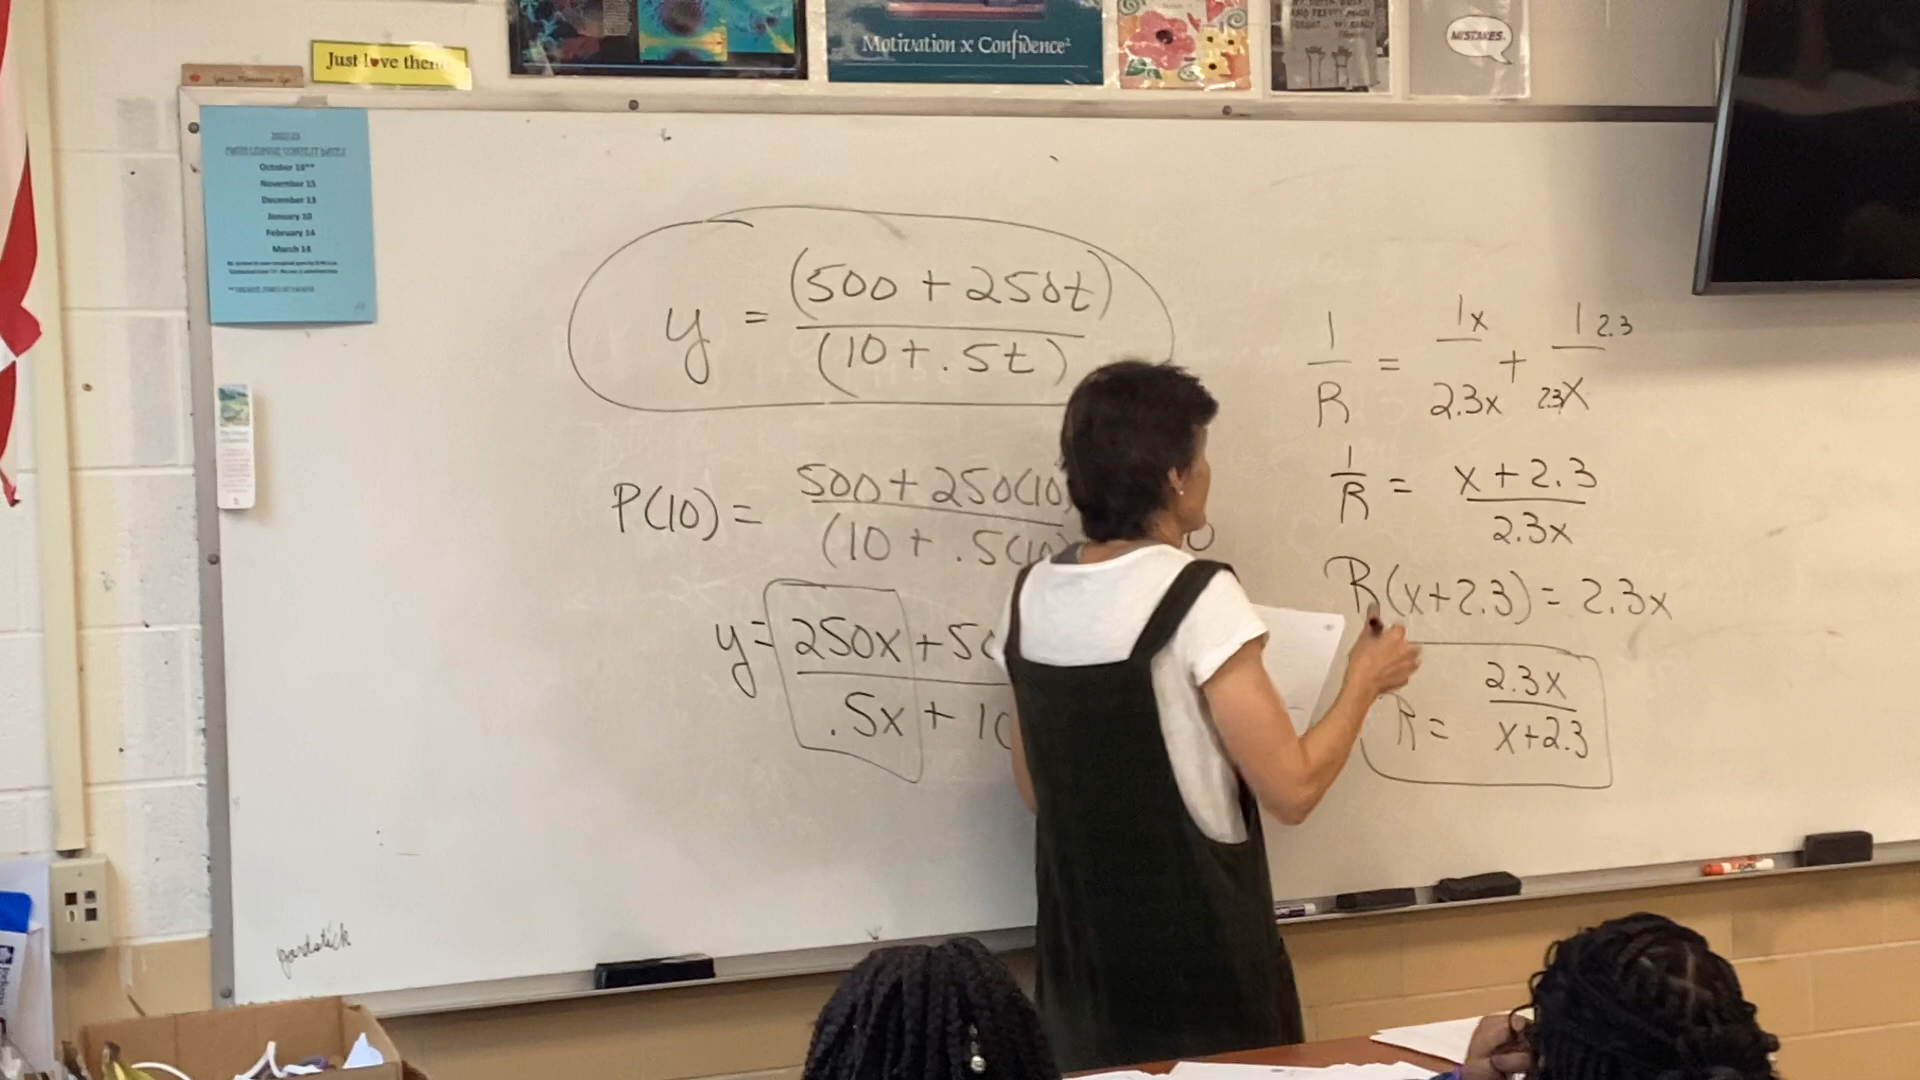 Just love them
Motivation x Confidence²
MISTAKES.
October 18**
November 15
December 13
January 10
February 14
March 14
y = (500 + 250t)
(10 + .5t)
P(10) = 500 + 250(10)
(10 + .5(10)
y = 250x + 50
.5x + 10
1/R = 1x/2.3x + 1 2.3/2.3x
1/R = x + 2.3/2.3x
R(x+2.3) = 2.3x
R = 2.3x/x+2.3
yardstick